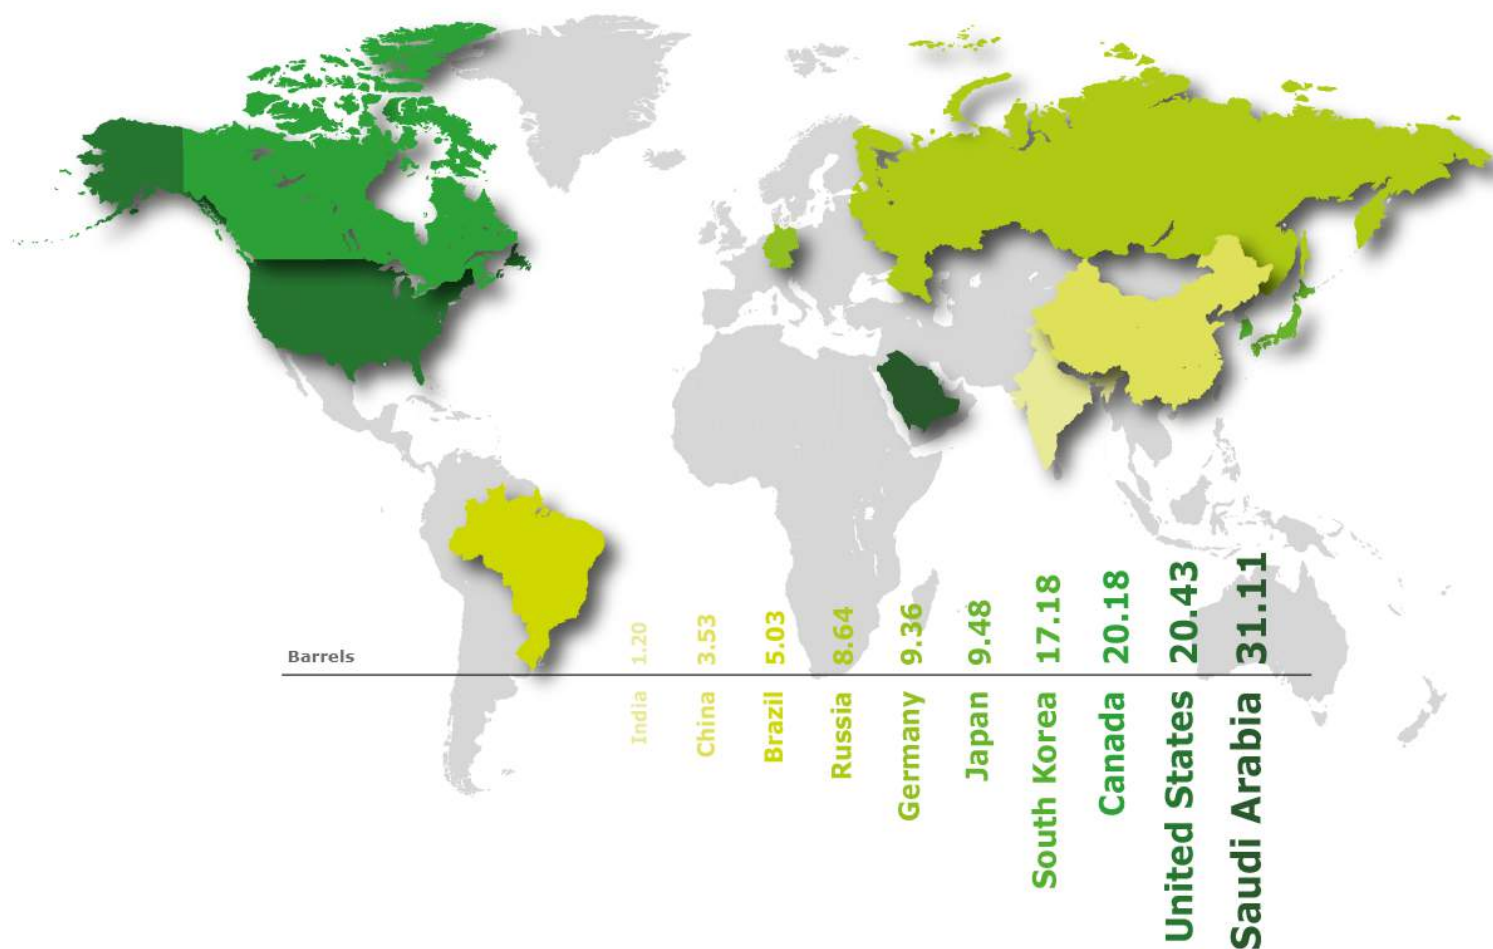 Barrels
1.20
3.53
5.03
8.64
9.36
9.48
17.18
20.18
20.43
31.11
India
China
Brazil
Russia
Germany
Japan
South Korea
Canada
United States
Saudi Arabia